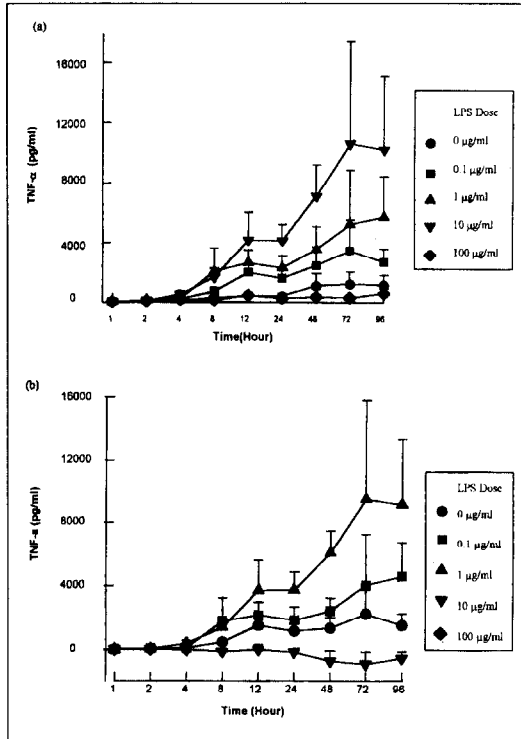 (a)
18000
12000
8000
4000
0
TNF-α (pg/ml)
1 2 4 8 12 24 48 72 96
Time(Hour)
LPS Dose
0 µg/ml
0.1 µg/ml
1 µg/ml
10 µg/ml
100 µg/ml
(b)
16000
12000
8000
4000
0
TNF-a (pg/ml)
1 2 4 8 12 24 48 72 96
Time (Hour)
LPS Dose
0 µg/ml
0.1 µg/ml
1 µg/ml
10 µg/ml
100 µg/ml